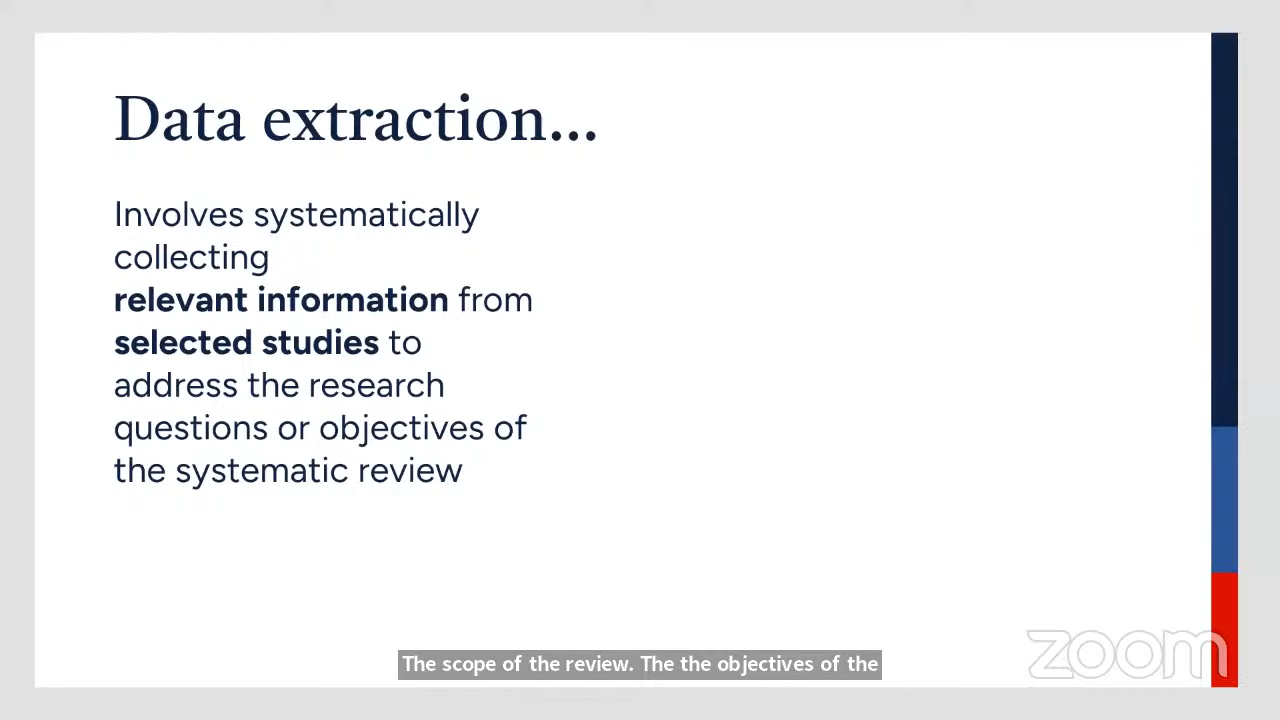 Data extraction...
Involves systematically
collecting
relevant information from
selected studies to
address the research
questions or objectives of
the systematic review
The scope of the review. The the objectives of the
zoom